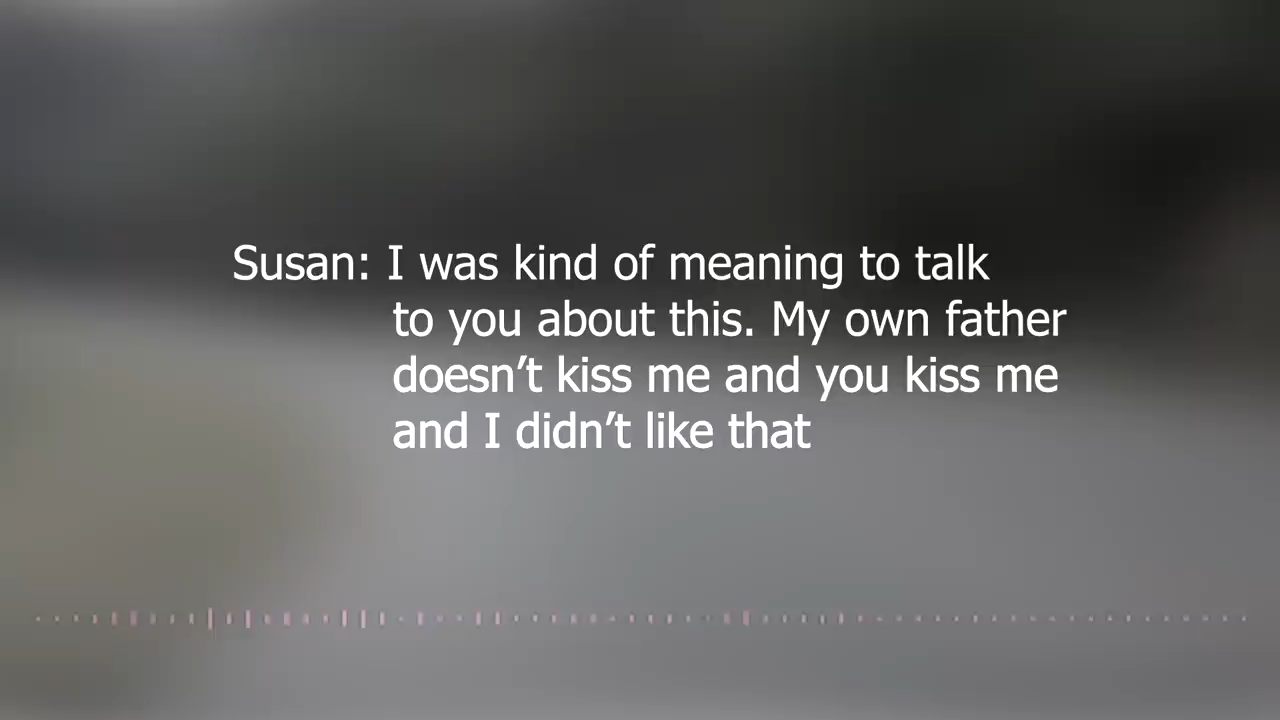 Susan: I was kind of meaning to talk
to you about this. My own father
doesn’t kiss me and you kiss me
and I didn’t like that